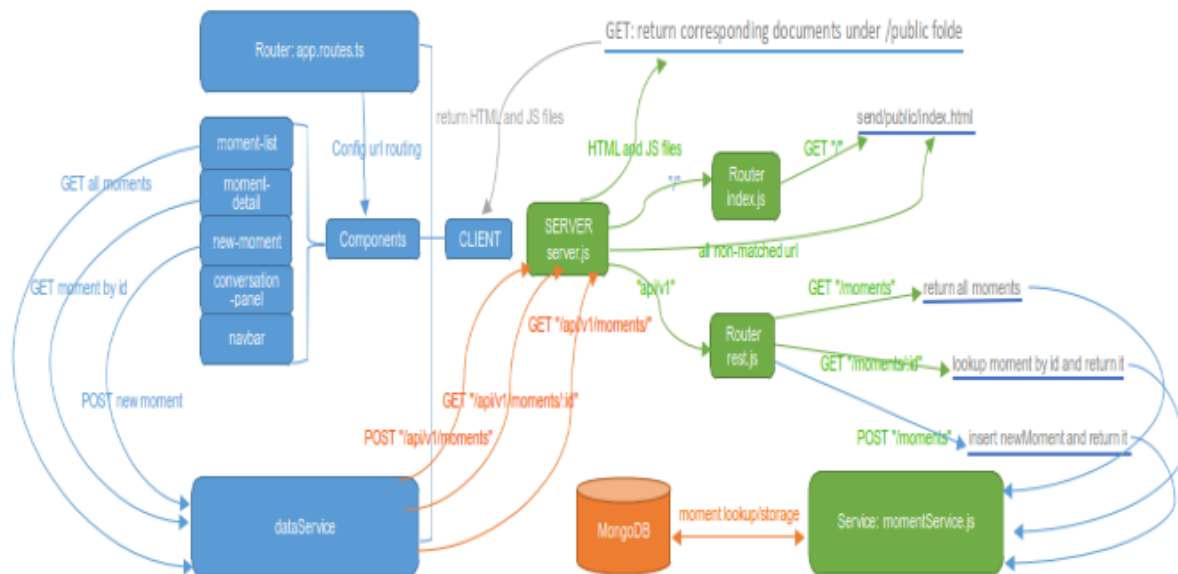 Router: app.routes.ts
GET: return corresponding documents under /public folde
return HTML and JS files
send/public/index.html
moment-list
Config url routing
HTML and JS files
GET "/"
GET all moments
moment-
detail
"/"
Router
index.js
new-moment
Components
CLIENT
SERVER
server.js
all non-matched url
GET moment by id
conversation
-panel
"api/v1"
GET "/moments"
return all moments
navbar
GET "/api/v1/moments/"
Router
rest.js
GET "/moments/:id"
lookup moment by id and return it
POST new moment
GET "/api/v1/moments/:id"
POST "/api/v1/moments"
POST "/moments"
insert newMoment and return it
dataService
MongoDB
moment lookup/storage
Service: momentService.js